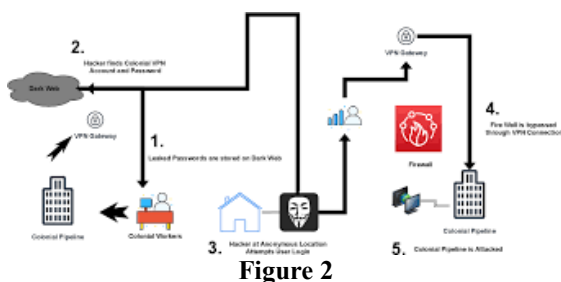 2.
Hacker finds Colonial VPN
Account and Password
Dark Web
VPN Gateway
1.
Leaked Passwords are stored on Dark Web
Colonial Pipeline
Colonial Workers
3.
Hacker at Anonymous Location
Attempts User Login
VPN Gateway
4.
Fire Wall is bypassed
through VPN Connection
Firewall
Colonial Pipeline
5.
Colonial Pipeline is Attacked
Figure 2